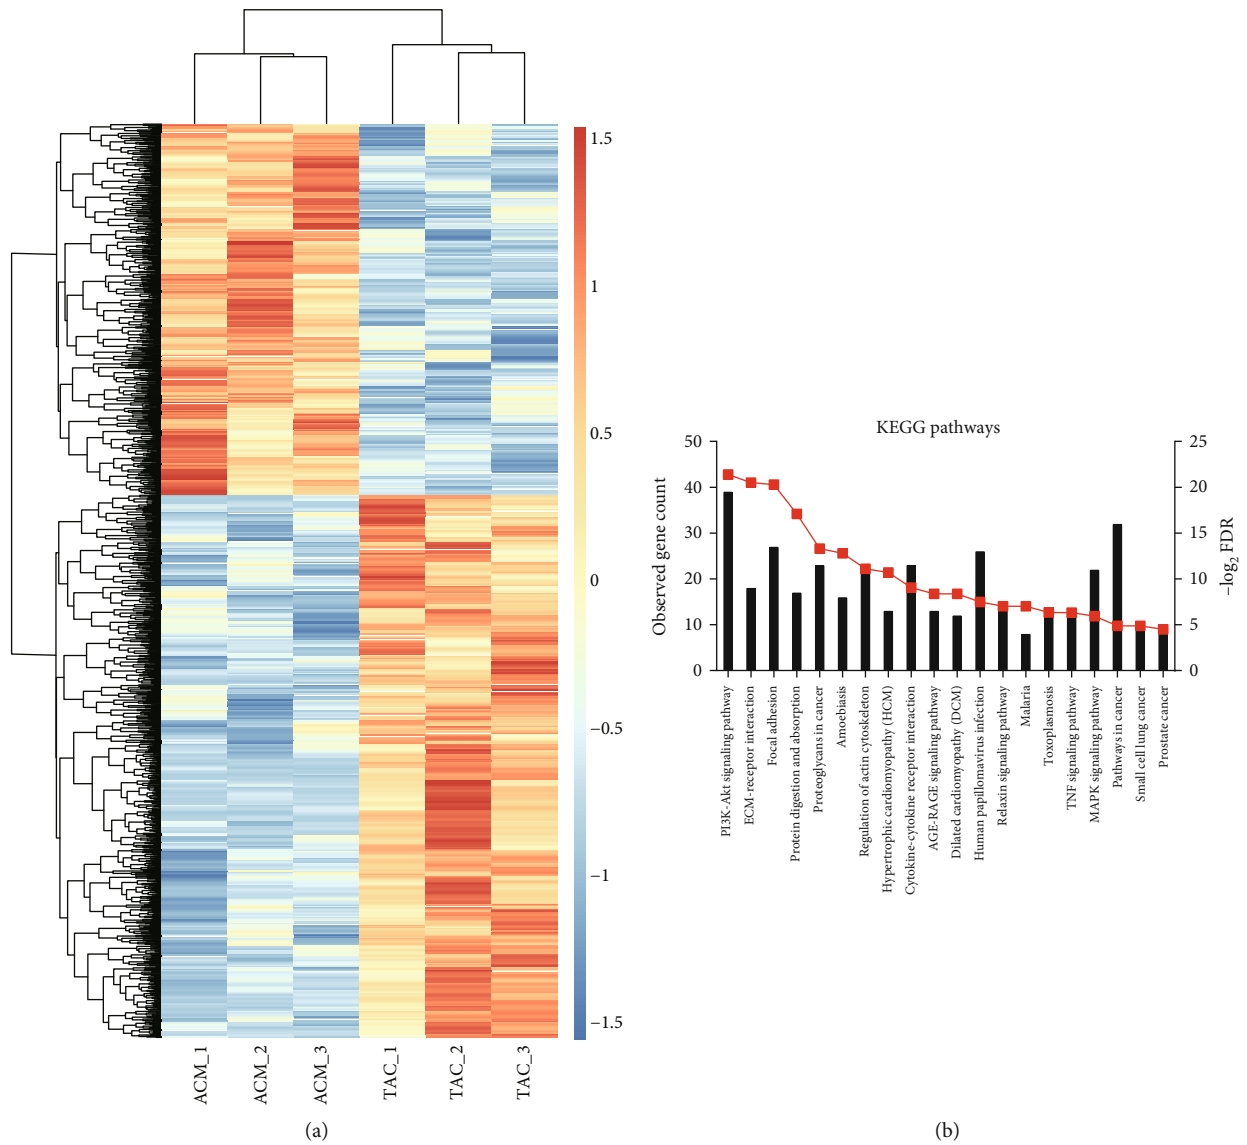 1.5
1
0.5
0
−0.5
−1
−1.5
ACM_1
ACM_2
ACM_3
TAC_1
TAC_2
TAC_3
(a)
KEGG pathways
Observed gene count
50
40
30
20
10
0
25
20
15
10
5
0
−log2 FDR
PI3K-Akt signaling pathway
ECM-receptor interaction
Focal adhesion
Protein digestion and absorption
Proteoglycans in cancer
Amoebiasis
Regulation of actin cytoskeleton
Hypertrophic cardiomyopathy (HCM)
Cytokine-cytokine receptor interaction
AGE-RAGE signaling pathway
Dilated cardiomyopathy (DCM)
Human papillomavirus infection
Relaxin signaling pathway
Malaria
Toxoplasmosis
TNF signaling pathway
MAPK signaling pathway
Pathways in cancer
Small cell lung cancer
Prostate cancer
(b)